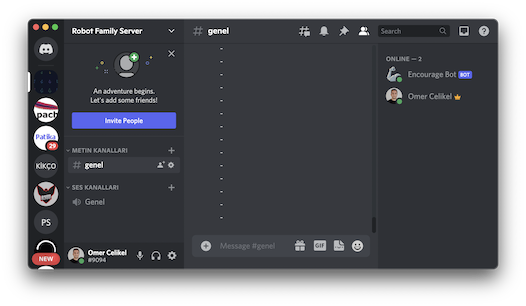 Robot Family Server
An adventure begins.
Let's add some friends!
Invite People
METIN KANALLARI
genel
SES KANALLARI
Genel
pach
Patika
29
KİKÇO
PS
NEW
Omer Celikel
#9094
# genel
-
-
-
-
-
-
-
-
-
-
-
-
-
-
Message #genel
GIF
Search
ONLINE — 2
Encourage Bot BOT
Omer Celikel